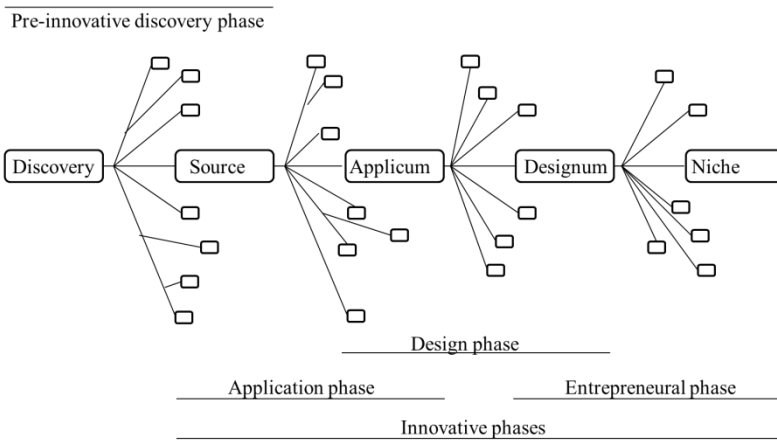 Pre-innovative discovery phase
Discovery
Source
Applicum
Designum
Niche
Design phase
Application phase
Entrepreneural phase
Innovative phases